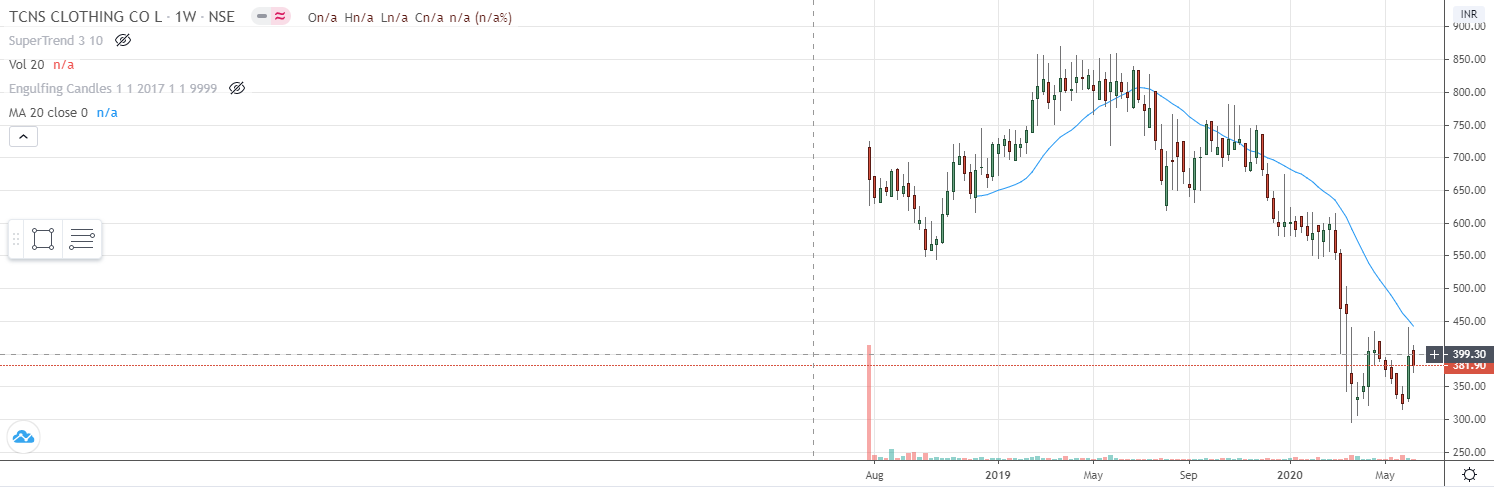 TCNS CLOTHING CO L · 1W · NSE On/a Hn/a Ln/a Cn/a n/a (n/a%)
SuperTrend 3 10
Vol 20 n/a
Engulfing Candles 1 1 2017 1 1 9999
MA 20 close 0 n/a
INR
900.00
850.00
800.00
750.00
700.00
650.00
600.00
550.00
500.00
450.00
399.30
381.90
350.00
300.00
250.00
Aug 2019 May Sep 2020 May